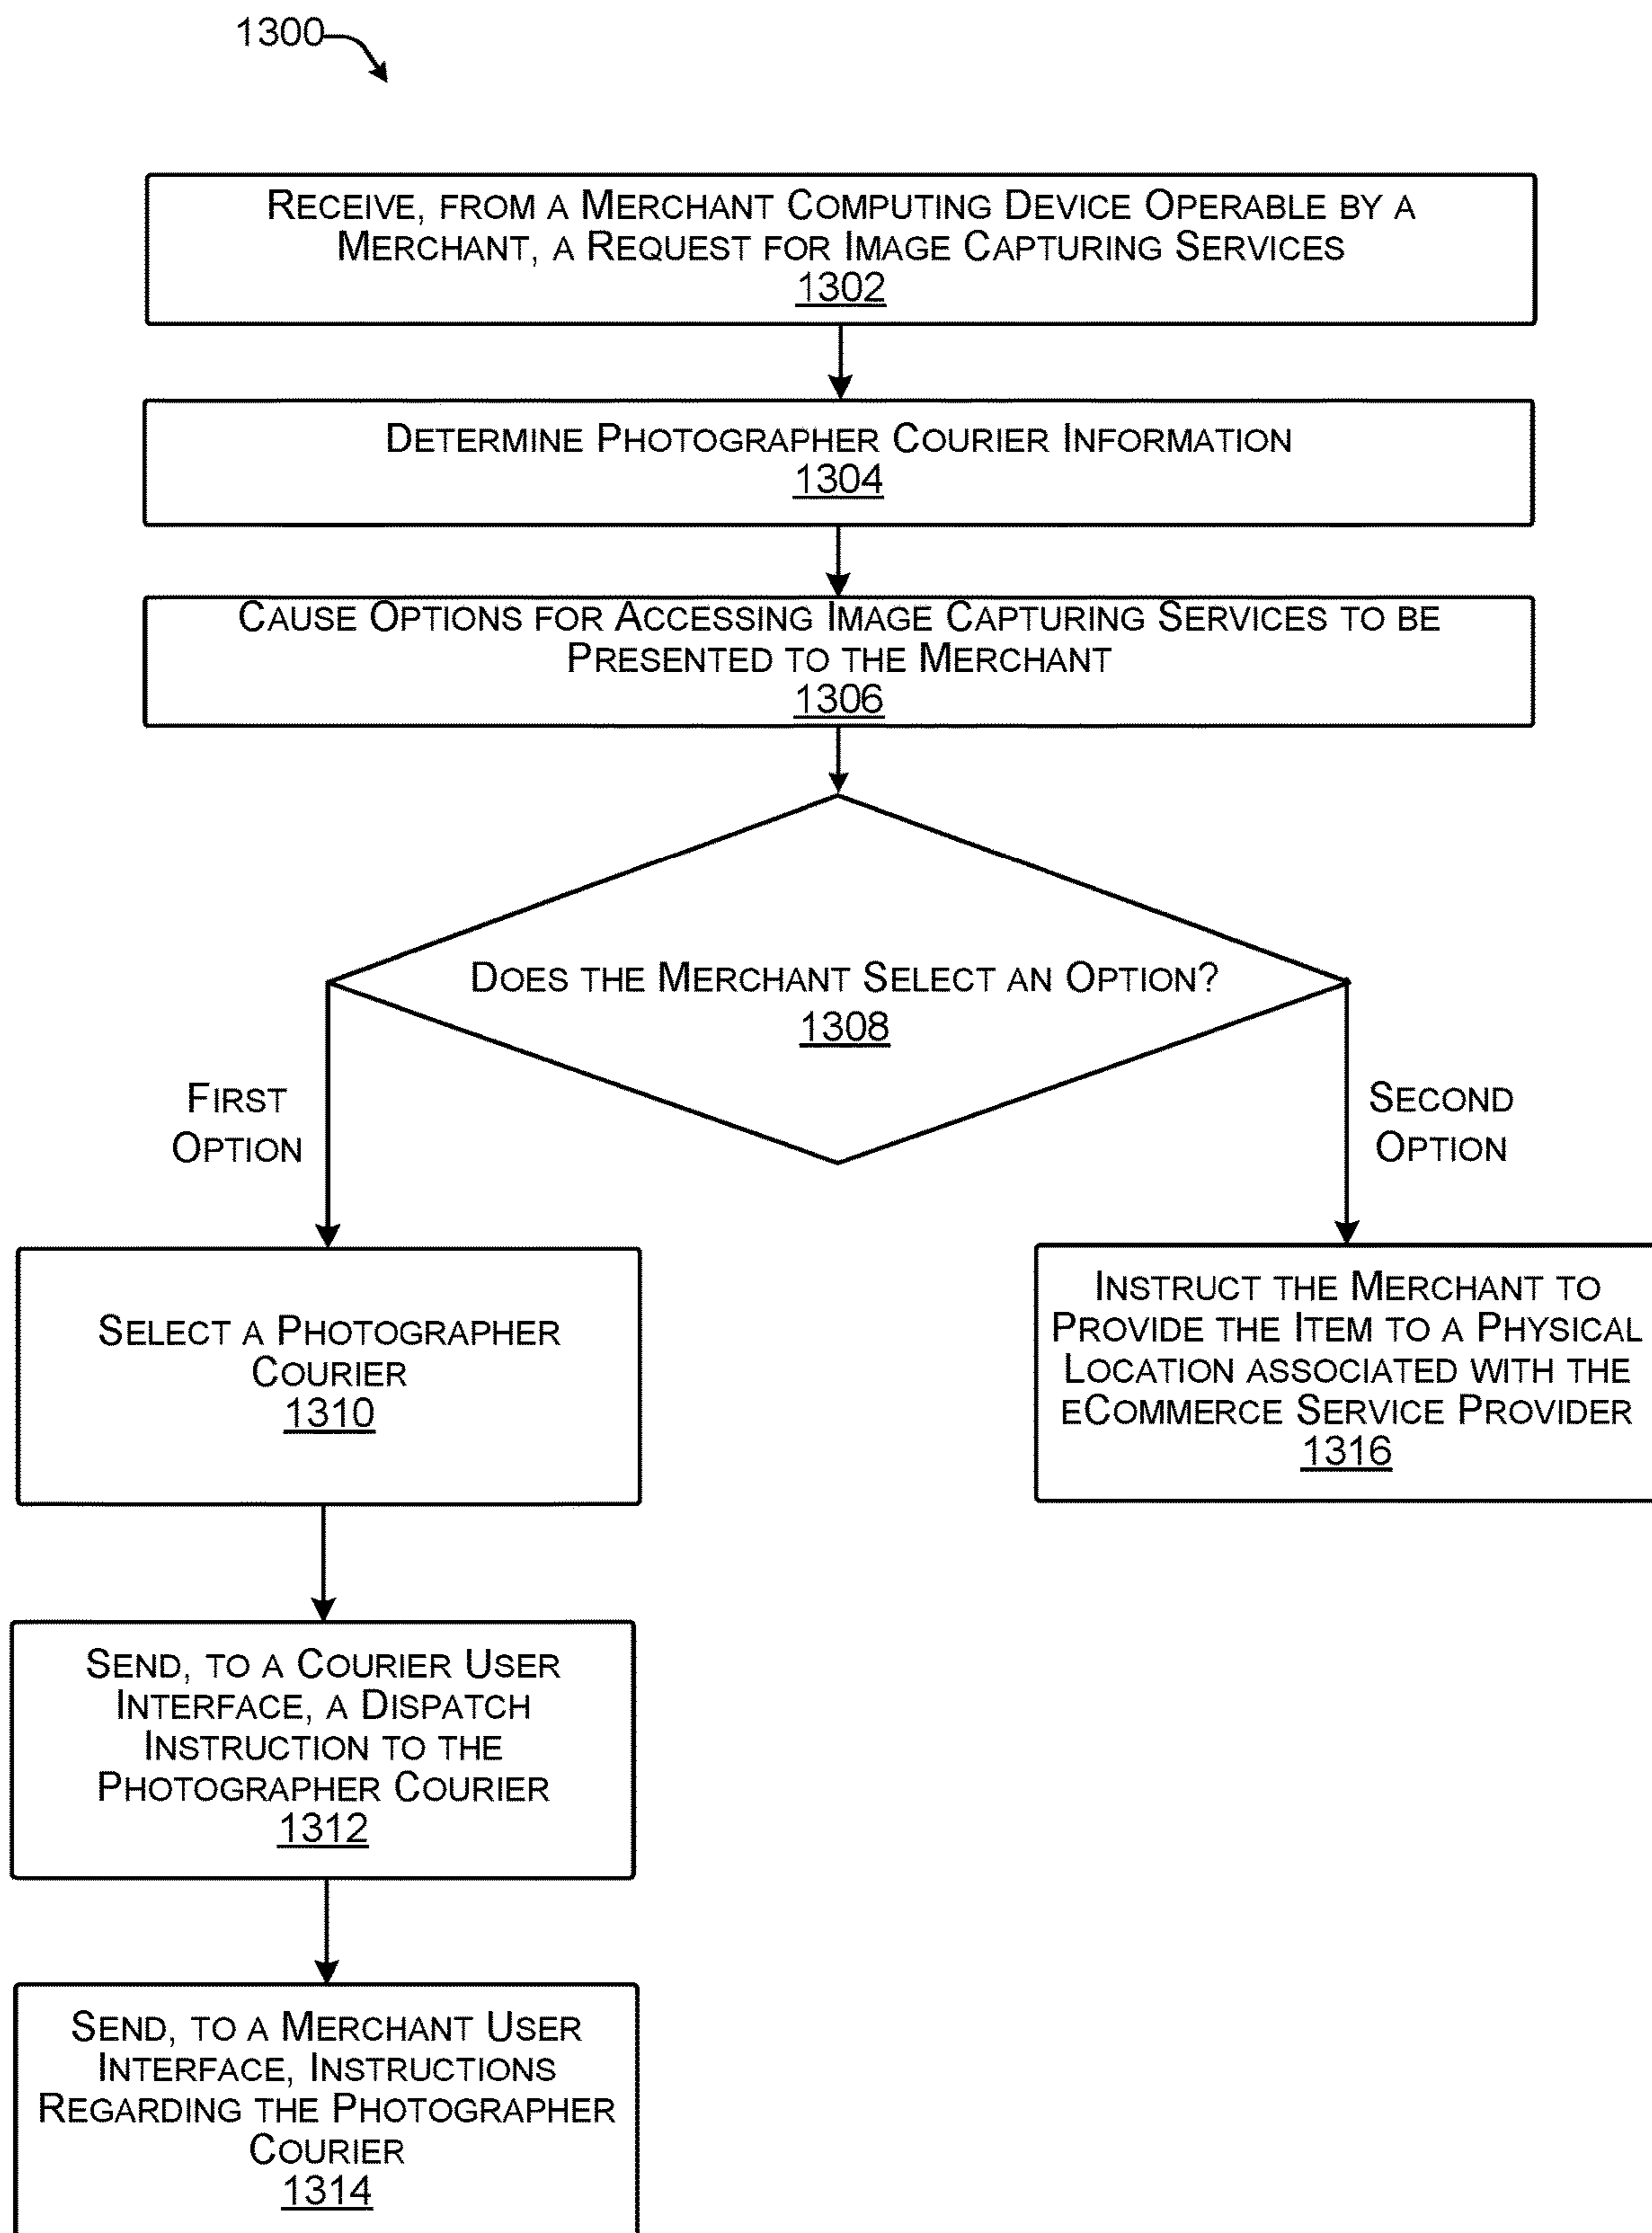 1300
RECEIVE, FROM A MERCHANT COMPUTING DEVICE OPERABLE BY A
MERCHANT, A REQUEST FOR IMAGE CAPTURING SERVICES
1302
DETERMINE PHOTOGRAPHER COURIER INFORMATION
1304
CAUSE OPTIONS FOR ACCESSING IMAGE CAPTURING SERVICES TO BE
PRESENTED TO THE MERCHANT
1306
DOES THE MERCHANT SELECT AN OPTION?
1308
FIRST
OPTION
SECOND
OPTION
SELECT A PHOTOGRAPHER
COURIER
1310
INSTRUCT THE MERCHANT TO
PROVIDE THE ITEM TO A PHYSICAL
LOCATION ASSOCIATED WITH THE
ECOMMERCE SERVICE PROVIDER
1316
SEND, TO A COURIER USER
INTERFACE, A DISPATCH
INSTRUCTION TO THE
PHOTOGRAPHER COURIER
1312
SEND, TO A MERCHANT USER
INTERFACE, INSTRUCTIONS
REGARDING THE PHOTOGRAPHER
COURIER
1314